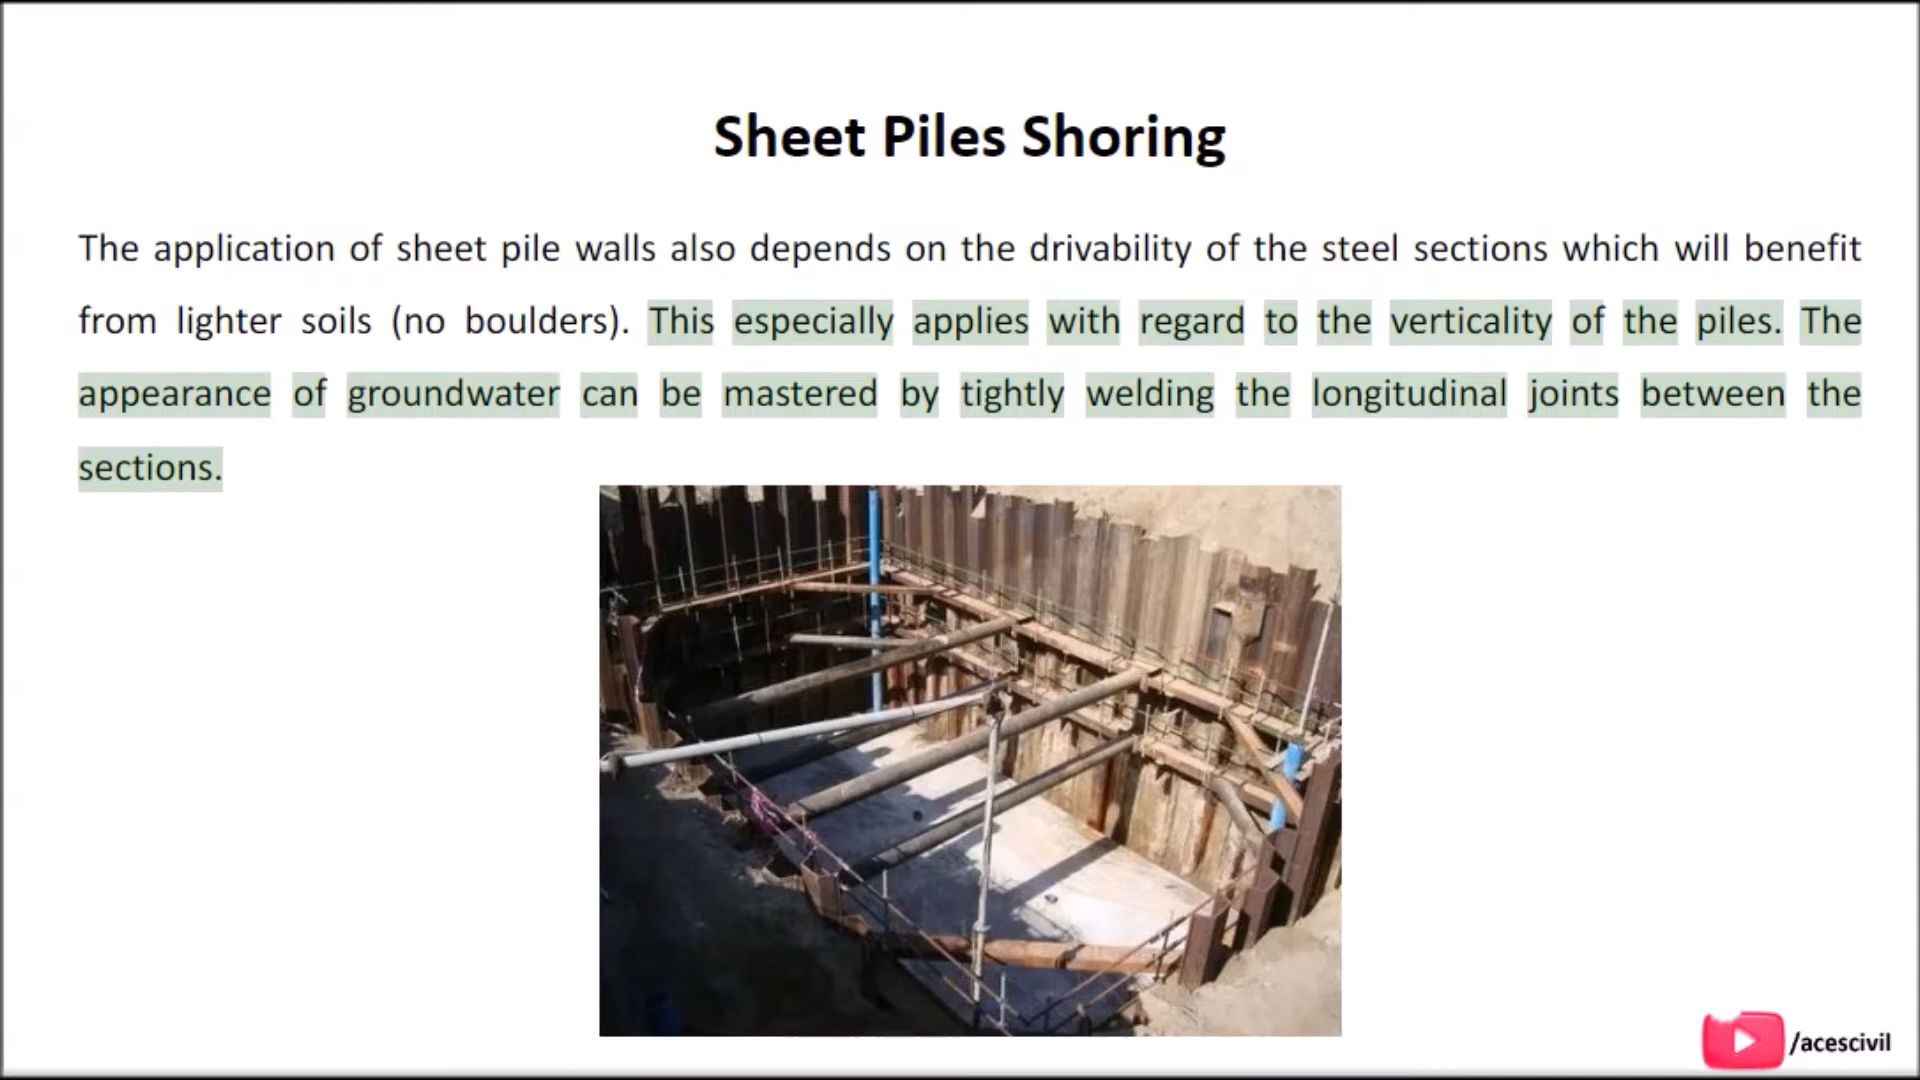 Sheet Piles Shoring
The application of sheet pile walls also depends on the drivability of the steel sections which will benefit
from lighter soils (no boulders). This especially applies with regard to the verticality of the piles. The
appearance of groundwater can be mastered by tightly welding the longitudinal joints between the
sections.
/acescivil